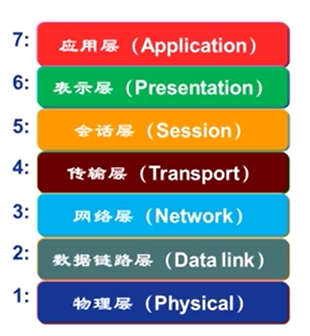 7: 应用层（Application）
6: 表示层（Presentation）
5: 会话层（Session）
4: 传输层（Transport）
3: 网络层（Network）
2: 数据链路层（Data link）
1: 物理层（Physical）